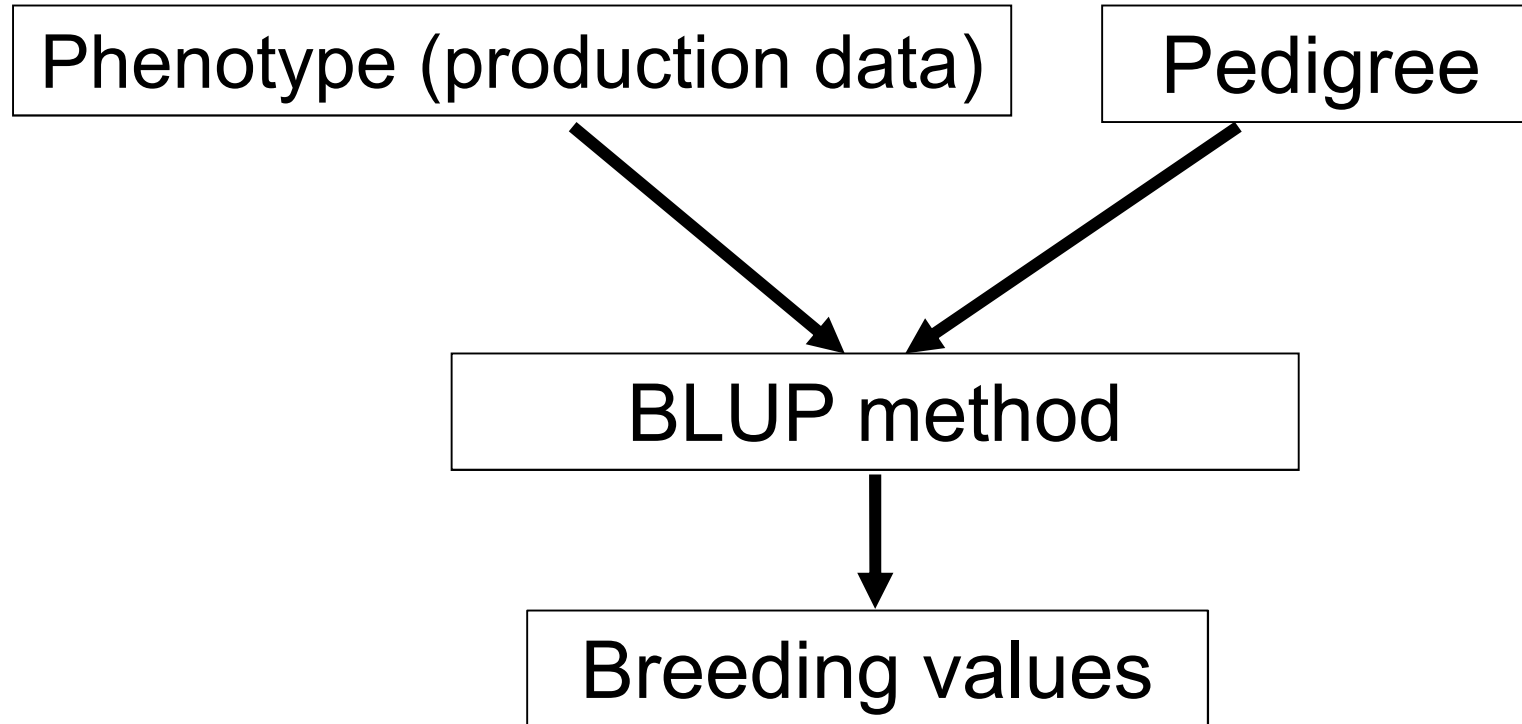 Phenotype (production data)
Pedigree
BLUP method
Breeding values